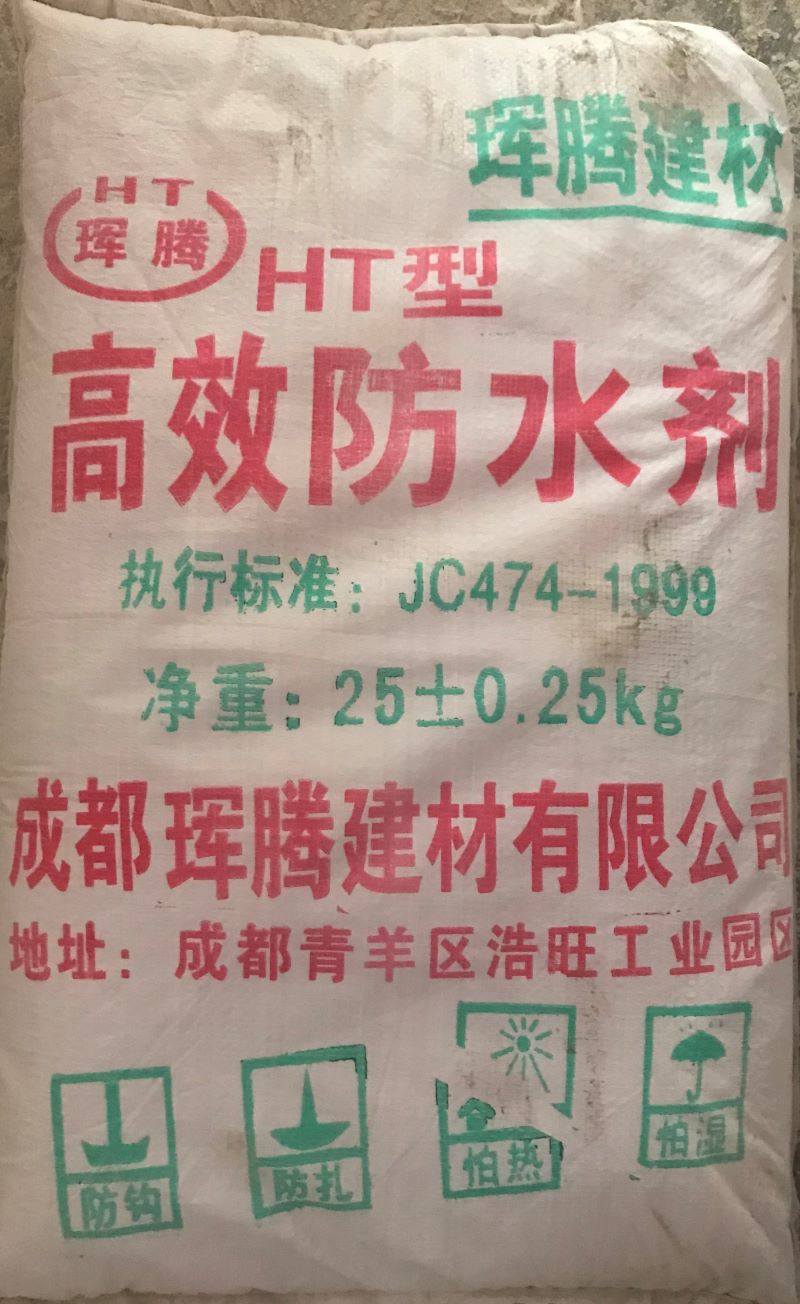 珲腾建材
HT
珲腾
HT型
高效防水剂
执行标准：JC474-1999
净重：25±0.25kg
成都珲腾建材有限公司
地址：成都青羊区浩旺工业园区
防钩
防扎
怕热
怕湿